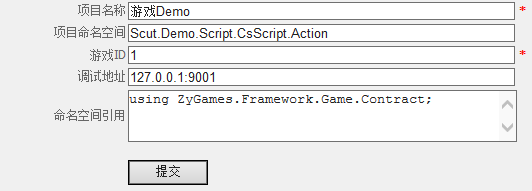 项目名称 游戏Demo *
项目命名空间 Scut.Demo.Script.CsScript.Action
游戏ID 1 *
调试地址 127.0.0.1:9001
命名空间引用 using ZyGames.Framework.Game.Contract;
提交